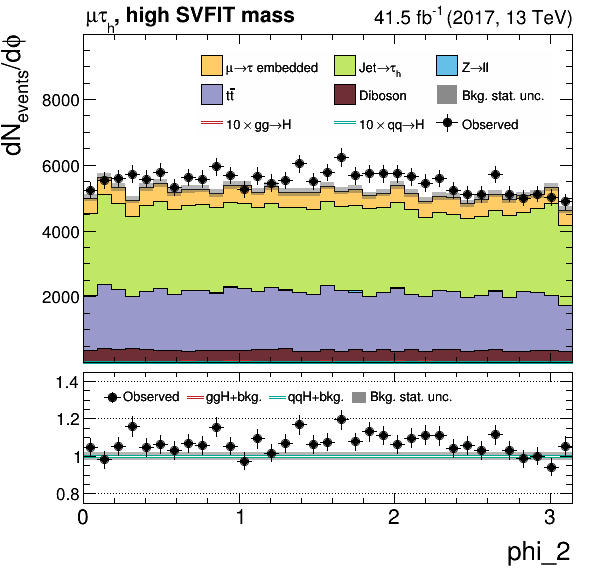 μτh, high SVFIT mass 41.5 fb⁻¹ (2017, 13 TeV)
dNevents/dϕ
μ→τ embedded Jet→τh Z→ll
tt̄ Diboson Bkg. stat. unc.
10 × gg→H 10 × qq→H Observed
8000
6000
4000
2000
1.4
Observed ggH+bkg. qqH+bkg. Bkg. stat. unc.
1.2
1
0.8
0 1 2 3
phi_2